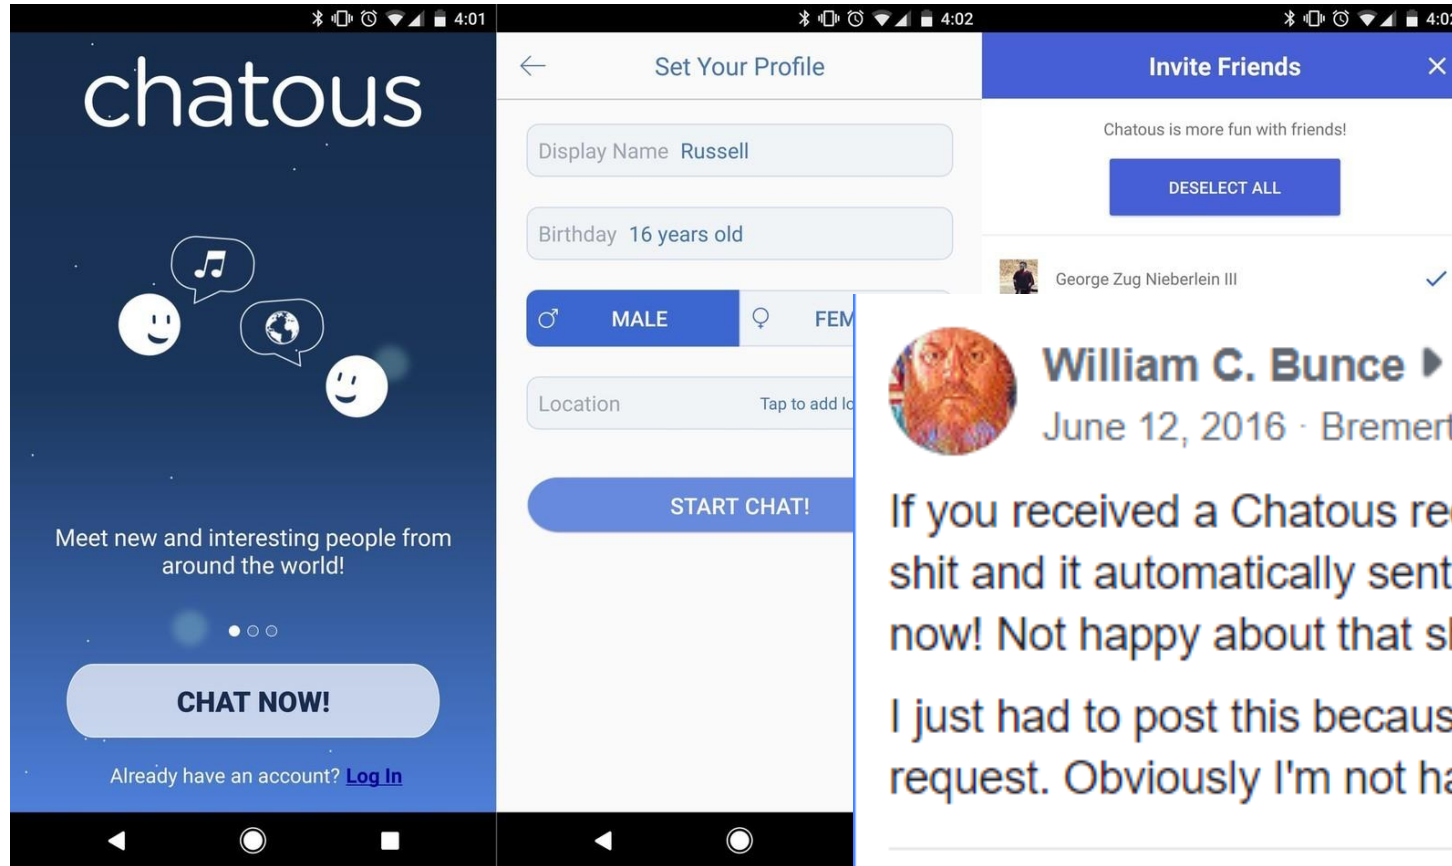 4:01
chatous
Meet new and interesting people from
around the world!
CHAT NOW!
Already have an account? Log In
4:02
Set Your Profile
Display Name Russell
Birthday 16 years old
MALE
Location
Tap to add
START CHAT!
Invite Friends
Chatous is more fun with friends!
DESELECT ALL
George Zug Nieberlein III
William C. Bunce
June 12, 2016 ·
If you received a Chatous
shit and it automatically sent
now! Not happy about that
I just had to post this
request. Obviously I'm not